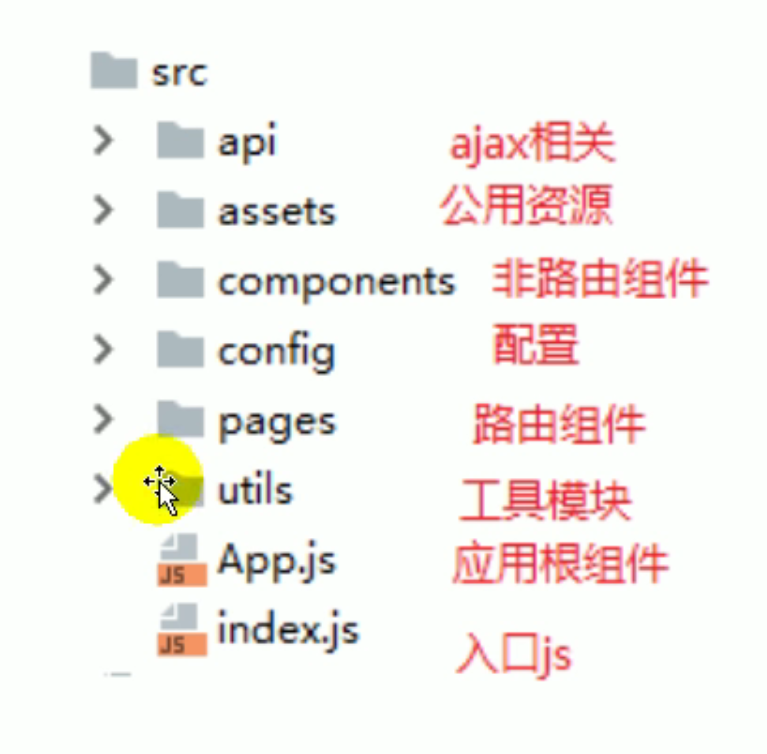 src
api ajax相关
assets 公用资源
components 非路由组件
config 配置
pages 路由组件
utils 工具模块
JS App.js 应用根组件
JS index.js 入口js